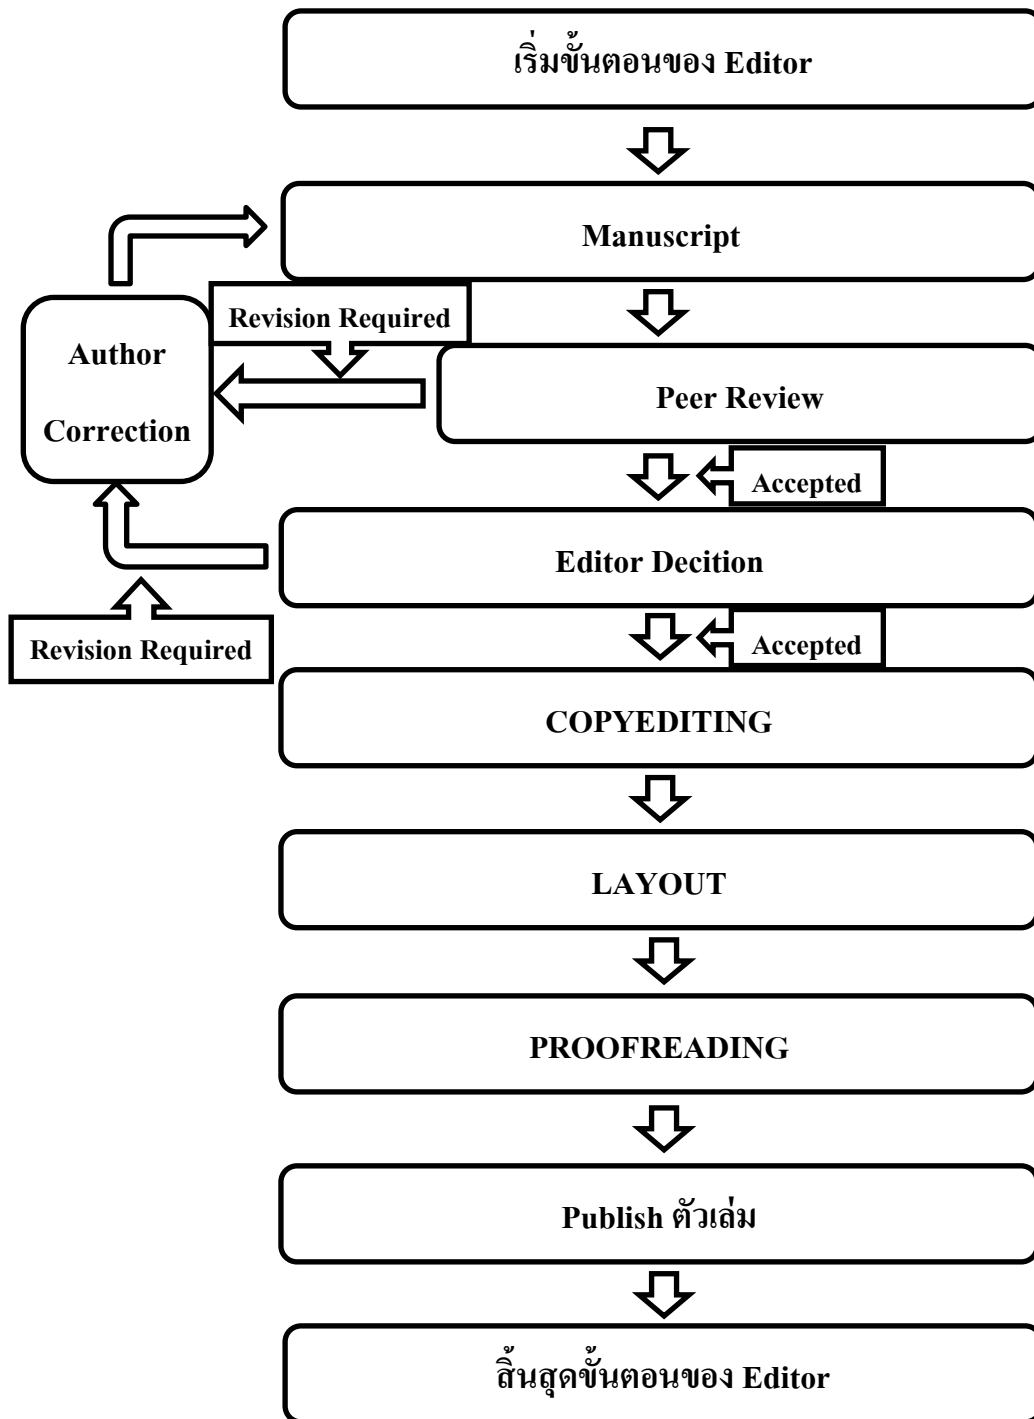 เริ่มขั้นตอนของ Editor
Manuscript
Revision Required
Author
Correction
Peer Review
Accepted
Editor Decition
Revision Required
Accepted
COPYEDITING
LAYOUT
PROOFREADING
Publish ตัวเล่ม
สิ้นสุดขั้นตอนของ Editor